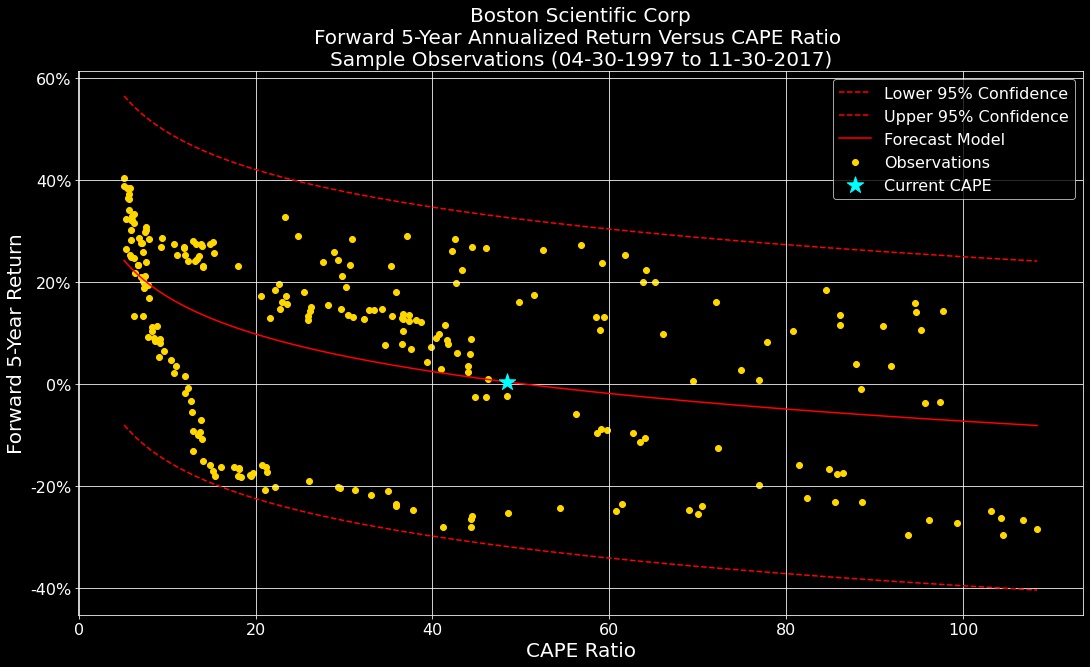 Boston Scientific Corp
Forward 5-Year Annualized Return Versus CAPE Ratio
Sample Observations (04-30-1997 to 11-30-2017)
Lower 95% Confidence
Upper 95% Confidence
Forecast Model
Observations
Current CAPE
Forward 5-Year Return
60%
40%
20%
0%
-20%
-40%
0 20 40 60 80 100
CAPE Ratio